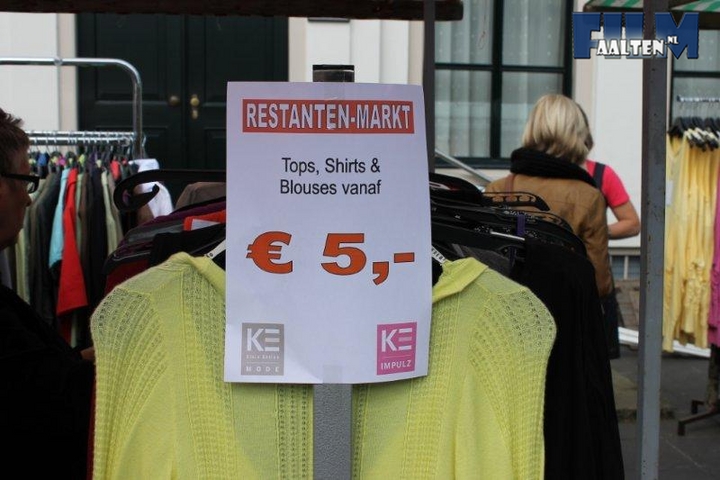 FILM
AALTEN.NL
RESTANTEN-MARKT
Tops, Shirts &
Blouses vanaf
€ 5,-
KE
MODE
KE
IMPULZ